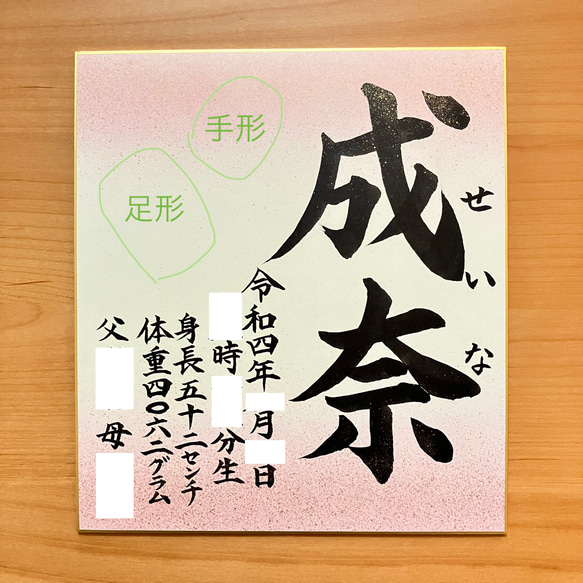 成奈
せいな
手形
足形
令和四年 月 日
時 分生
身長五十二センチ
体重四〇六二グラム
父 母